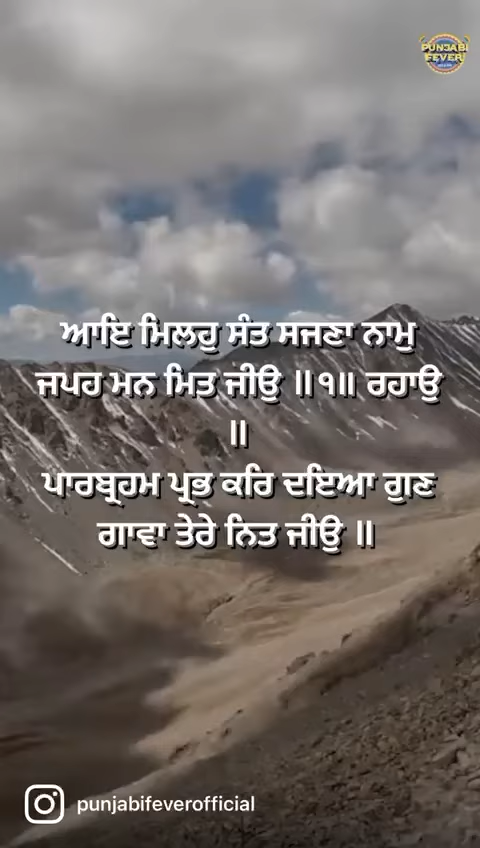 PUNJABI
FEVER
ਆਇ ਮਿਲਹੁ ਸੰਤ ਸਜਣਾ ਨਾਮੁ
ਜਪਹ ਮਨ ਮਿਤ ਜੀਉ ॥੧॥ ਰਹਾਉ
॥
ਪਾਰਬ੍ਰਹਮ ਪ੍ਰਭ ਕਰਿ ਦਇਆ ਗੁਣ
ਗਾਵਾ ਤੇਰੇ ਨਿਤ ਜੀਉ ॥
punjabifeverofficial